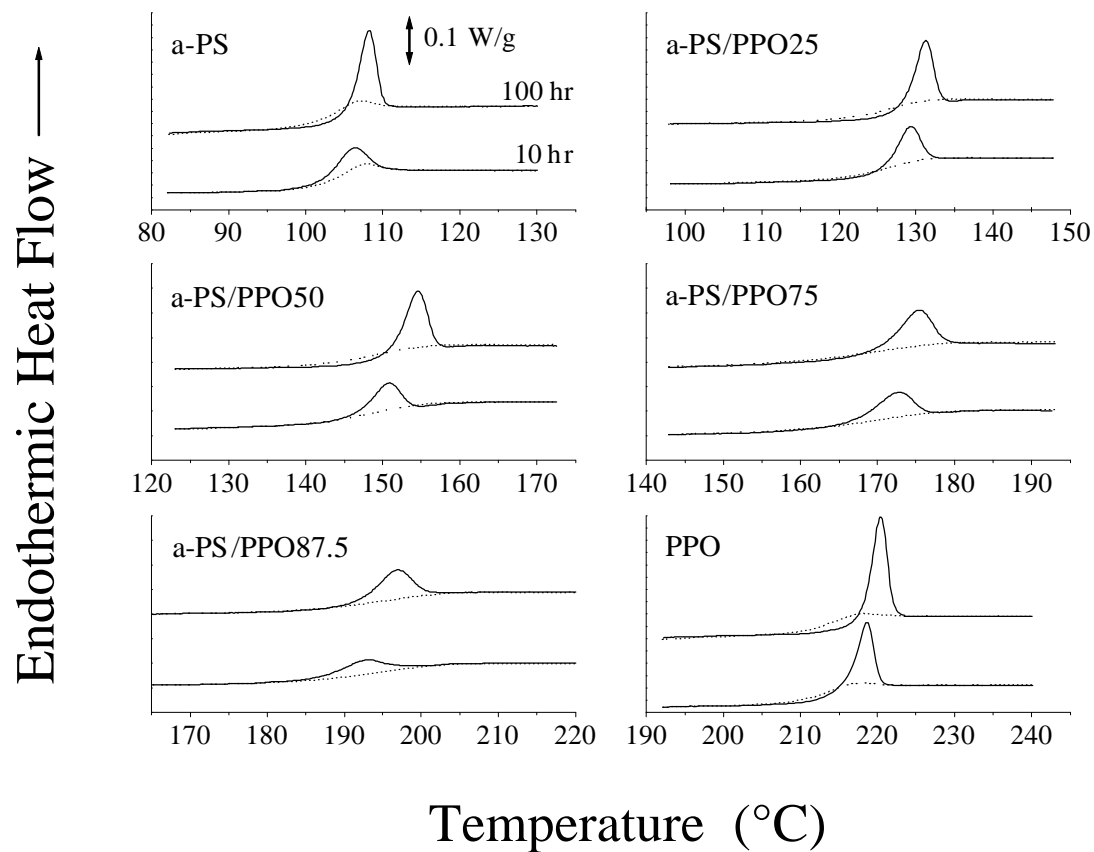 Endothermic Heat Flow
a-PS
0.1 W/g
100 hr
10 hr
80 90 100 110 120 130
a-PS/PPO25
100 110 120 130 140 150
a-PS/PPO50
120 130 140 150 160 170
a-PS/PPO75
140 150 160 170 180 190
a-PS/PPO87.5
170 180 190 200 210 220
PPO
190 200 210 220 230 240
Temperature (°C)